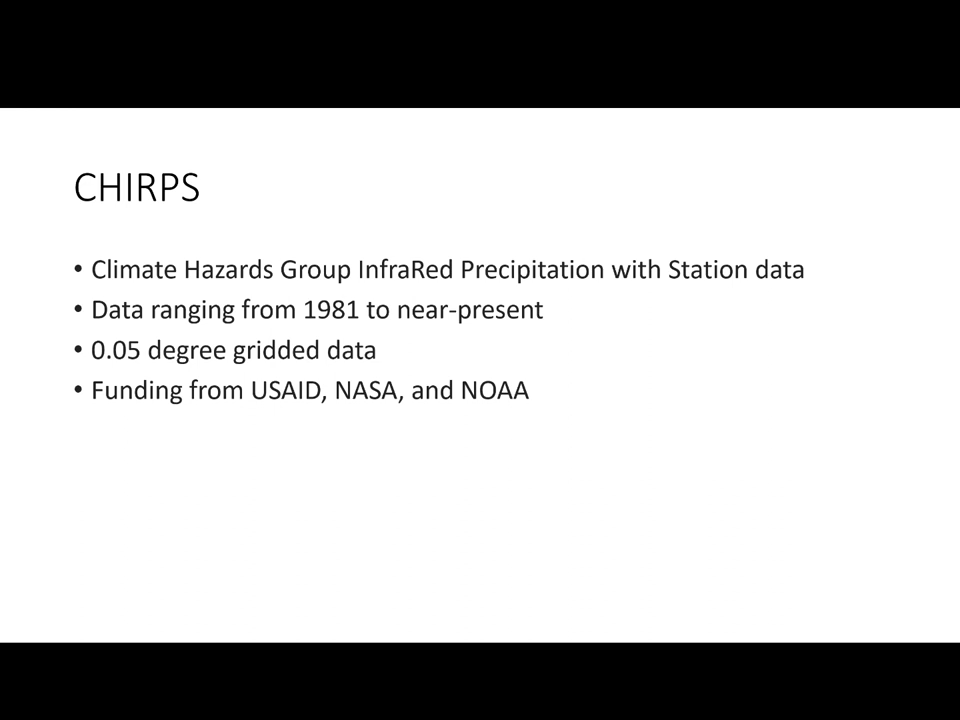 CHIRPS
• Climate Hazards Group InfraRed Precipitation with Station data
• Data ranging from 1981 to near-present
• 0.05 degree gridded data
• Funding from USAID, NASA, and NOAA